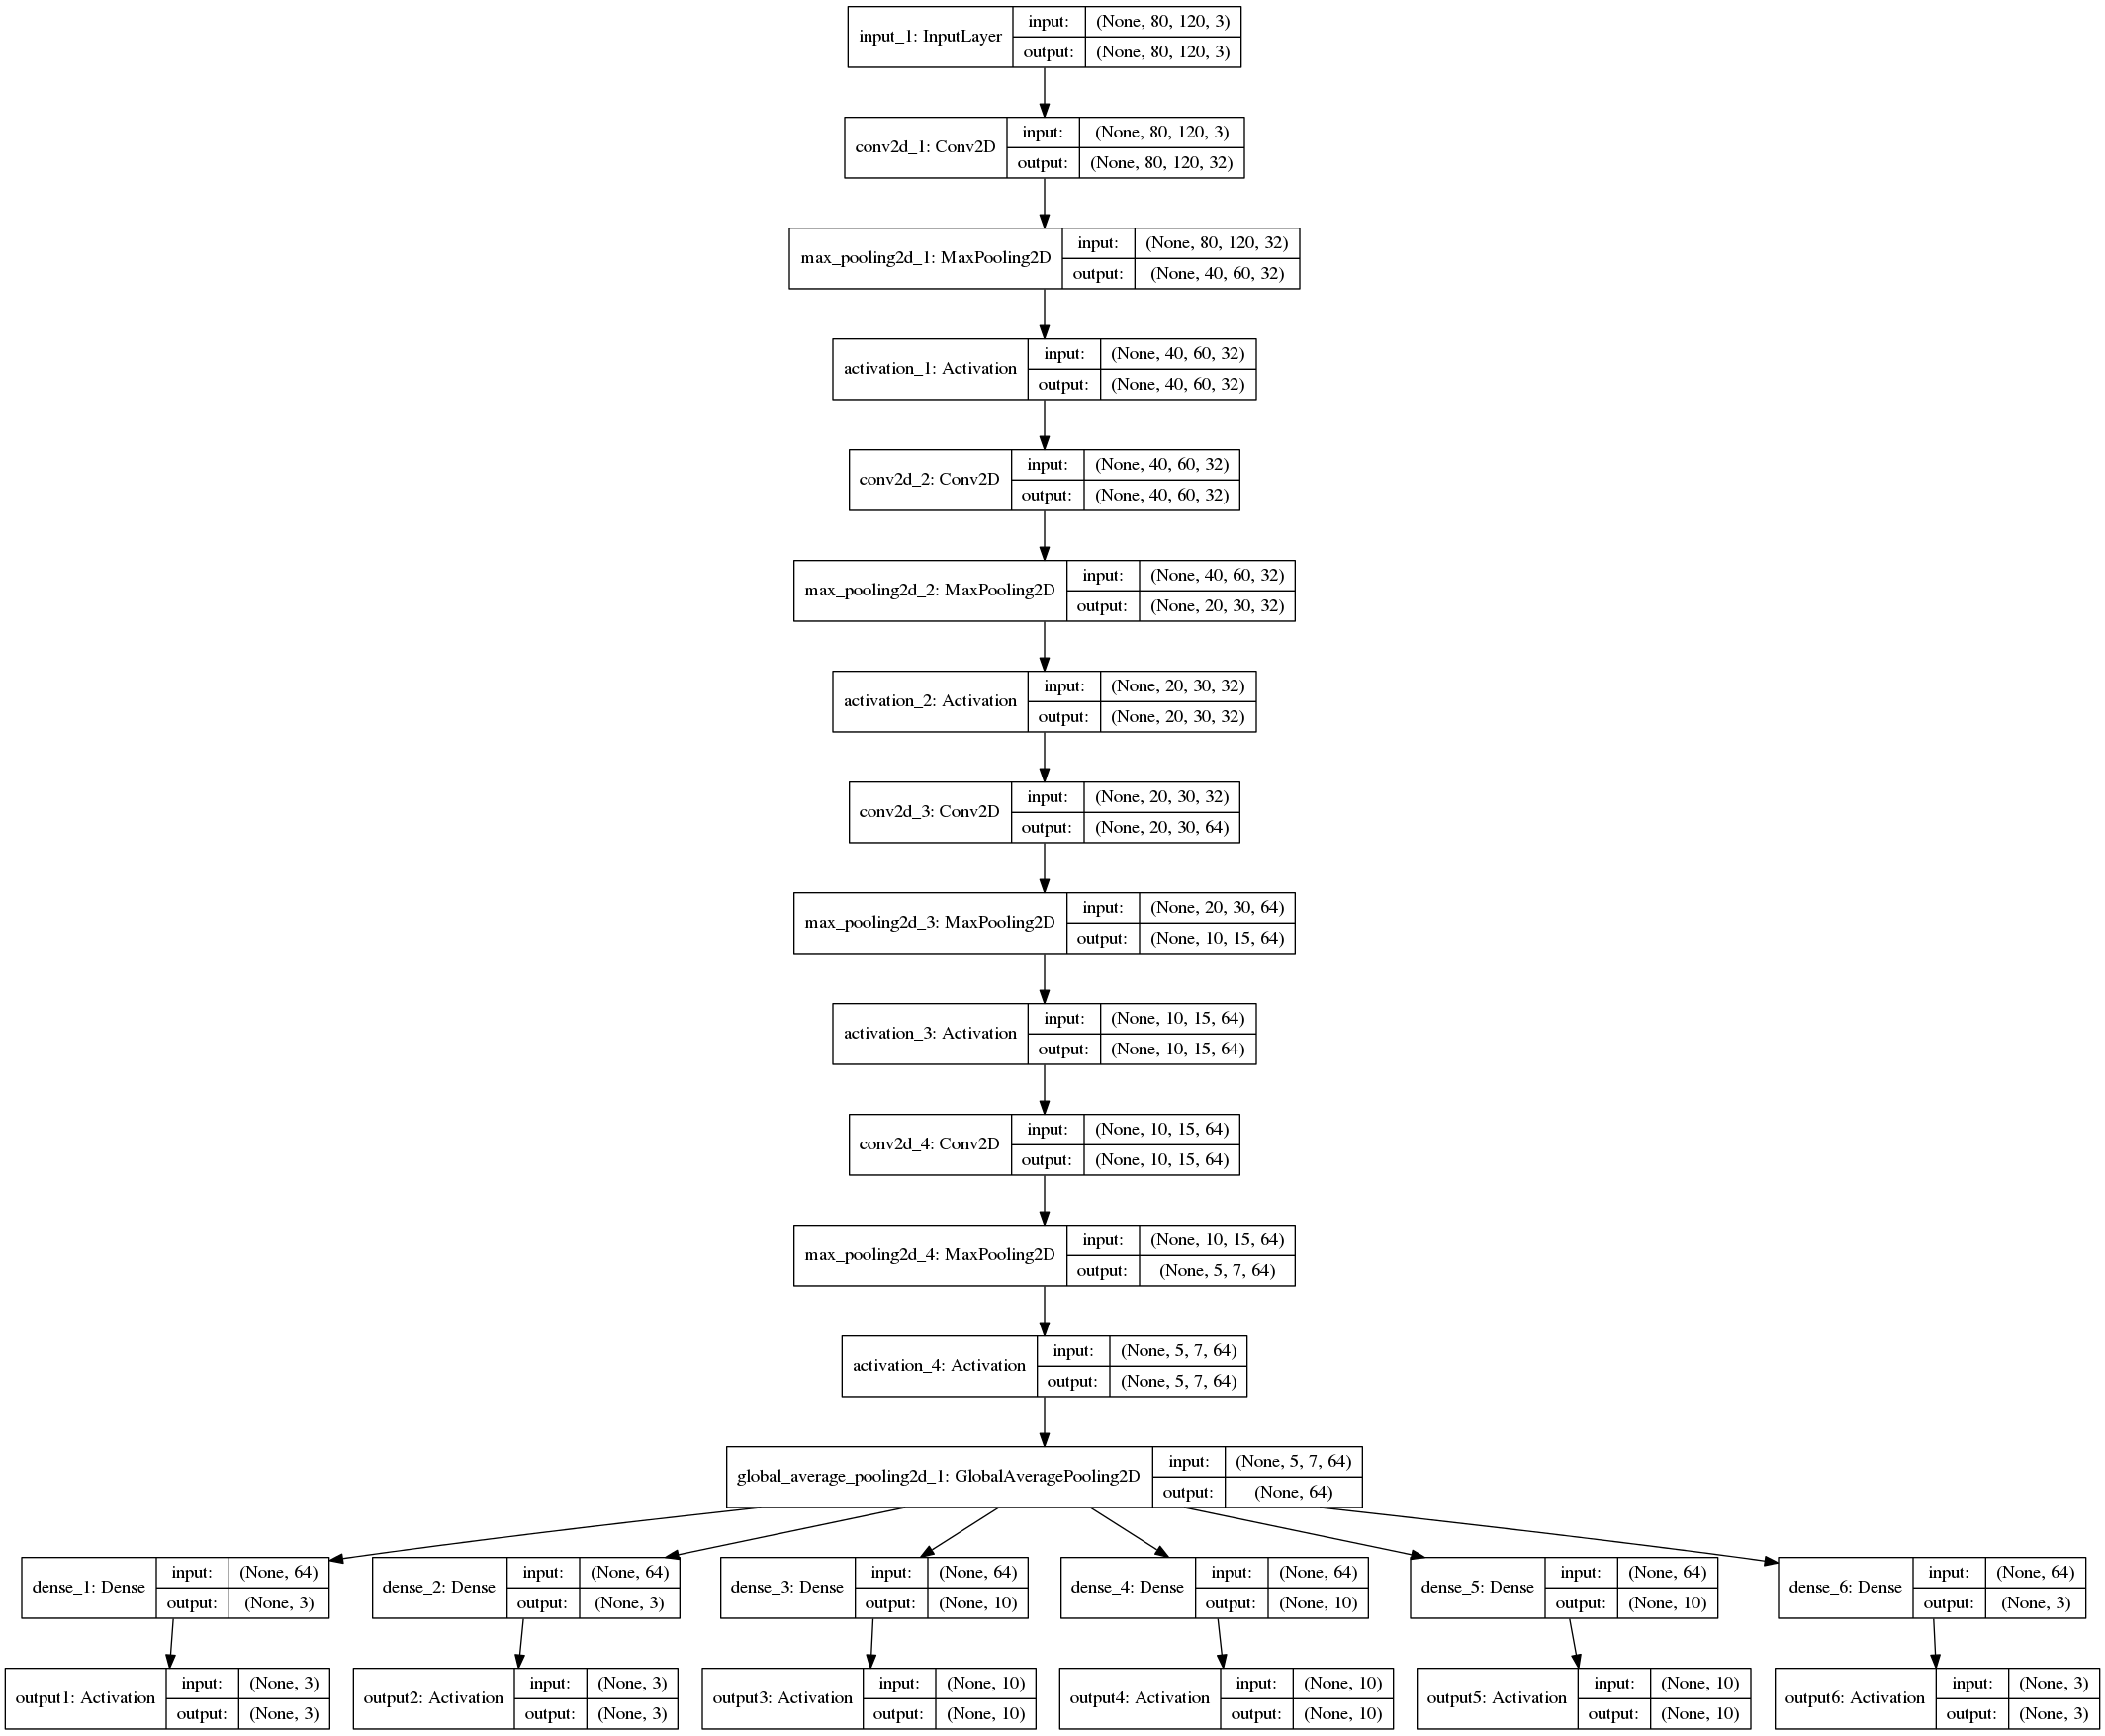 input_1: InputLayer
input: (None, 80, 120, 3)
output: (None, 80, 120, 3)
conv2d_1: Conv2D
input: (None, 80, 120, 3)
output: (None, 80, 120, 32)
max_pooling2d_1: MaxPooling2D
input: (None, 80, 120, 32)
output: (None, 40, 60, 32)
activation_1: Activation
input: (None, 40, 60, 32)
output: (None, 40, 60, 32)
conv2d_2: Conv2D
input: (None, 40, 60, 32)
output: (None, 40, 60, 32)
max_pooling2d_2: MaxPooling2D
input: (None, 40, 60, 32)
output: (None, 20, 30, 32)
activation_2: Activation
input: (None, 20, 30, 32)
output: (None, 20, 30, 32)
conv2d_3: Conv2D
input: (None, 20, 30, 32)
output: (None, 20, 30, 64)
max_pooling2d_3: MaxPooling2D
input: (None, 20, 30, 64)
output: (None, 10, 15, 64)
activation_3: Activation
input: (None, 10, 15, 64)
output: (None, 10, 15, 64)
conv2d_4: Conv2D
input: (None, 10, 15, 64)
output: (None, 10, 15, 64)
max_pooling2d_4: MaxPooling2D
input: (None, 10, 15, 64)
output: (None, 5, 7, 64)
activation_4: Activation
input: (None, 5, 7, 64)
output: (None, 5, 7, 64)
global_average_pooling2d_1: GlobalAveragePooling2D
input: (None, 5, 7, 64)
output: (None, 64)
dense_1: Dense
input: (None, 64)
output: (None, 3)
dense_2: Dense
input: (None, 64)
output: (None, 3)
dense_3: Dense
input: (None, 64)
output: (None, 10)
dense_4: Dense
input: (None, 64)
output: (None, 10)
dense_5: Dense
input: (None, 64)
output: (None, 10)
dense_6: Dense
input: (None, 64)
output: (None, 3)
output1: Activation
input: (None, 3)
output: (None, 3)
output2: Activation
input: (None, 3)
output: (None, 3)
output3: Activation
input: (None, 10)
output: (None, 10)
output4: Activation
input: (None, 10)
output: (None, 10)
output5: Activation
input: (None, 10)
output: (None, 10)
output6: Activation
input: (None, 3)
output: (None, 3)